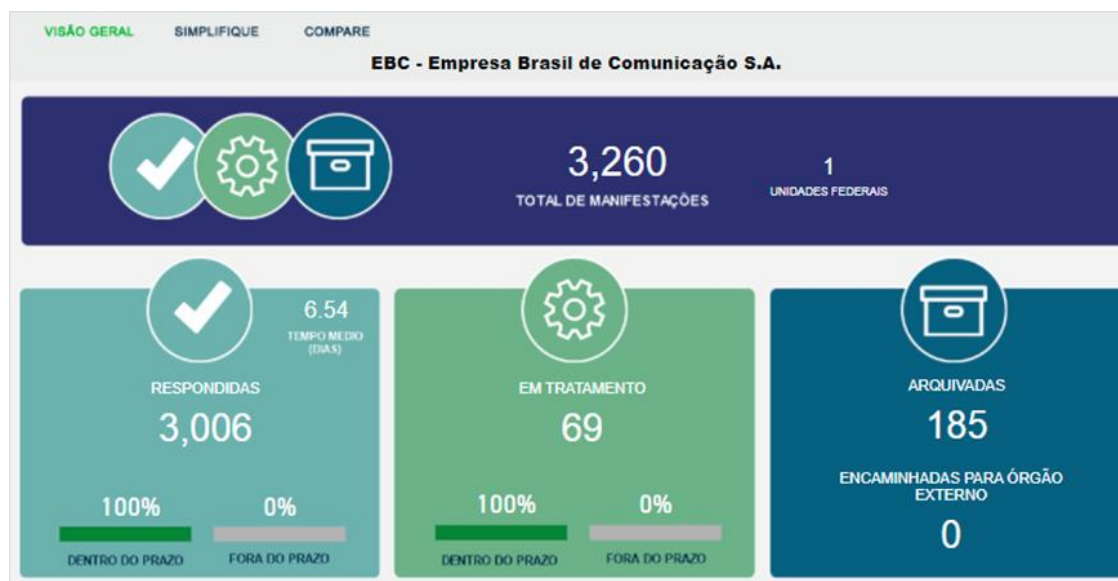 VISÃO GERAL SIMPLIFIQUE COMPARE
EBC - Empresa Brasil de Comunicação S.A.
3,260
TOTAL DE MANIFESTAÇÕES
1
UNIDADES FEDERAIS
6.54
TEMPO MEDIO
(DIAS)
RESPONDIDAS
3,006
100% 0%
DENTRO DO PRAZO FORA DO PRAZO
EM TRATAMENTO
69
100% 0%
DENTRO DO PRAZO FORA DO PRAZO
ARQUIVADAS
185
ENCAMINHADAS PARA ÓRGÃO
EXTERNO
0